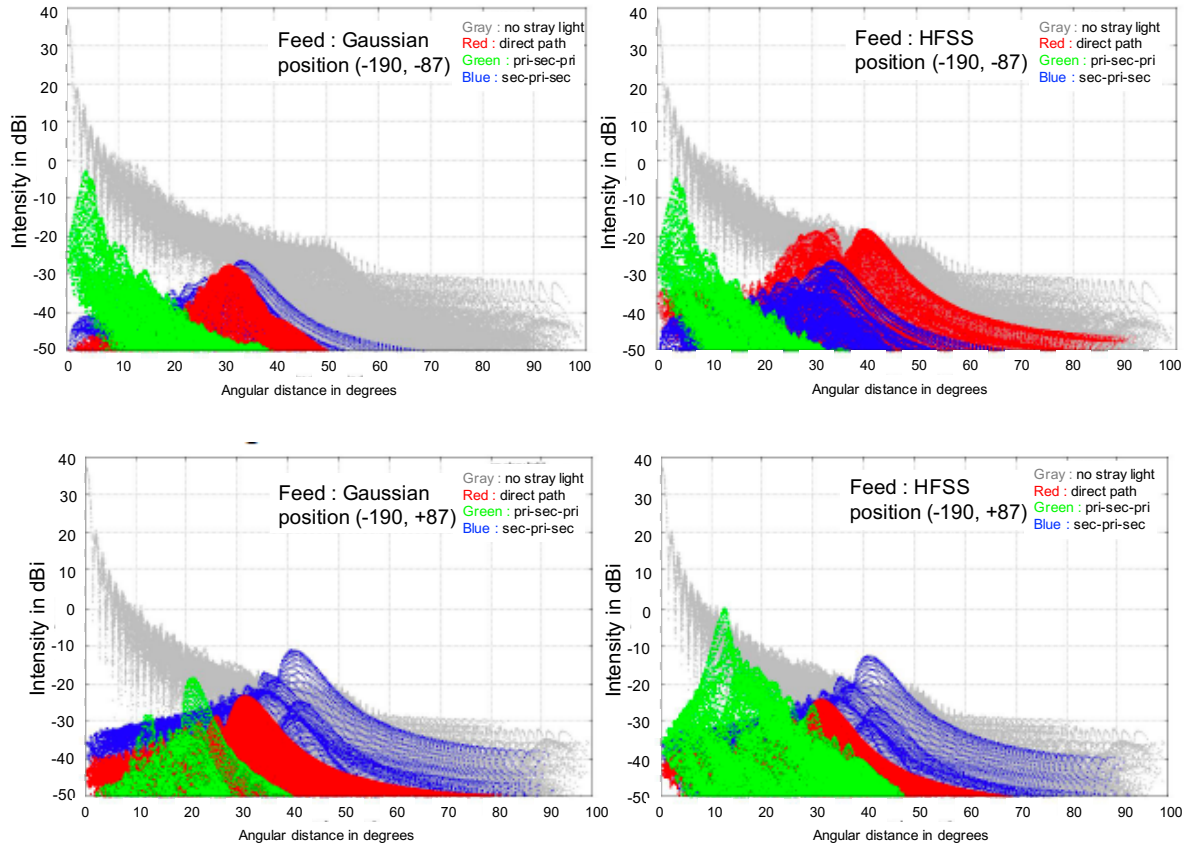 40
30
20
10
0
-10
-20
-30
-40
-50
Intensity in dBi
Feed : Gaussian
position (-190, -87)
Gray : no stray light
Red : direct path
Green : pri-sec-pri
Blue : sec-pri-sec
0 10 20 30 40 50 60 70 80 90 100
Angular distance in degrees
40
30
20
10
0
-10
-20
-30
-40
-50
Intensity in dBi
Feed : HFSS
position (-190, -87)
Gray : no stray light
Red : direct path
Green : pri-sec-pri
Blue : sec-pri-sec
0 10 20 30 40 50 60 70 80 90 100
Angular distance in degrees
40
30
20
10
0
-10
-20
-30
-40
-50
Intensity in dBi
Feed : Gaussian
position (-190, +87)
Gray : no stray light
Red : direct path
Green : pri-sec-pri
Blue : sec-pri-sec
0 10 20 30 40 50 60 70 80 90 100
Angular distance in degrees
40
30
20
10
0
-10
-20
-30
-40
-50
Intensity in dBi
Feed : HFSS
position (-190, +87)
Gray : no stray light
Red : direct path
Green : pri-sec-pri
Blue : sec-pri-sec
0 10 20 30 40 50 60 70 80 90 100
Angular distance in degrees